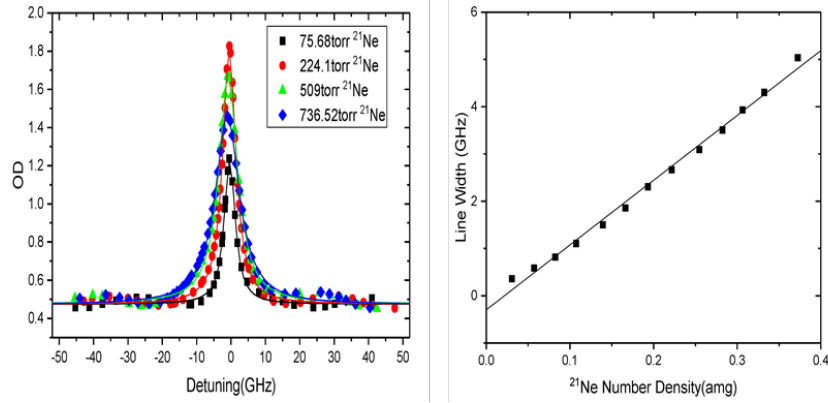 75.68torr ²¹Ne
224.1torr ²¹Ne
509torr ²¹Ne
736.52torr ²¹Ne
2.0
1.8
1.6
1.4
1.2
1.0
0.8
0.6
0.4
OD
-50 -40 -30 -20 -10 0 10 20 30 40 50
Detuning(GHz)
6
4
2
0
Line Width (GHz)
0.0 0.1 0.2 0.3 0.4
²¹Ne Number Density(amg)